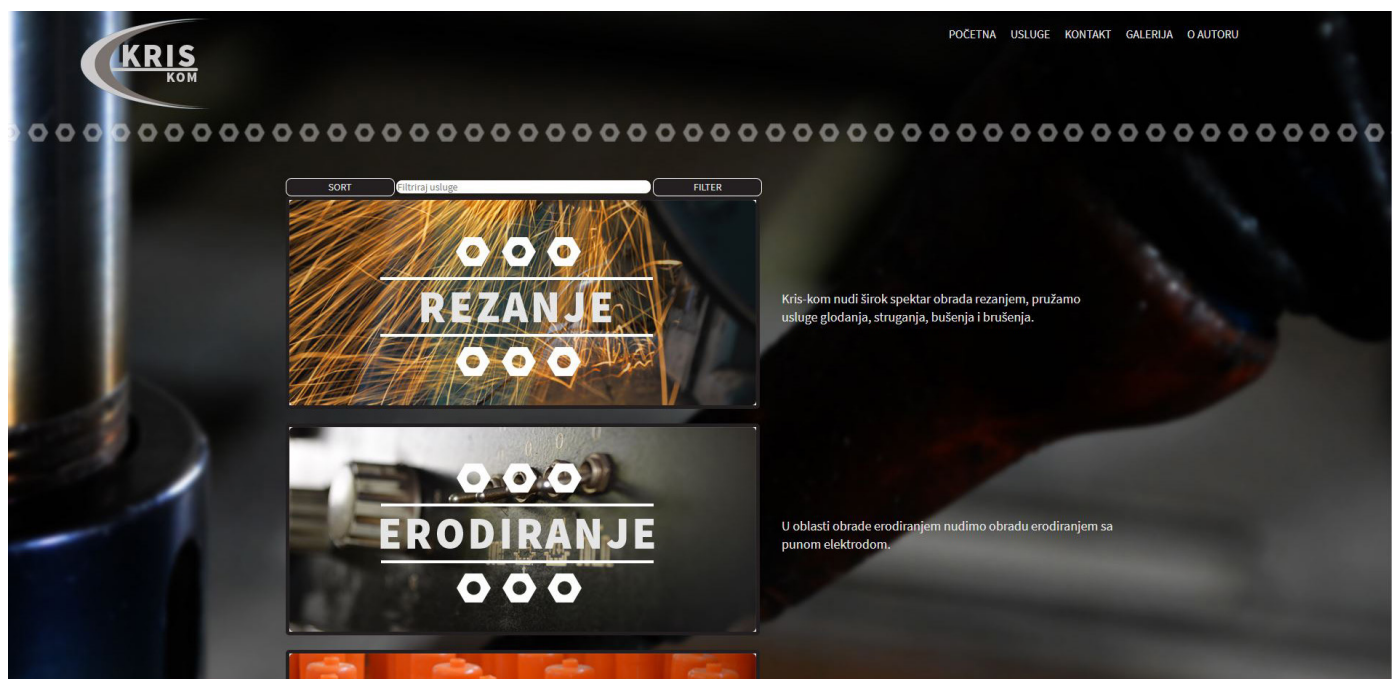 KRIS
KOM
POČETNA USLUGE KONTAKT GALERIJA O AUTORU
SORT Filtriraj usluge FILTER
REZANJE
Kris-kom nudi širok spektar obrada rezanjem, pružamo
usluge glodanja, struganja, bušenja i brušenja.
ERODIRANJE
U oblasti obrade erodiranjem nudimo obradu erodiranjem sa
punom elektrodom.